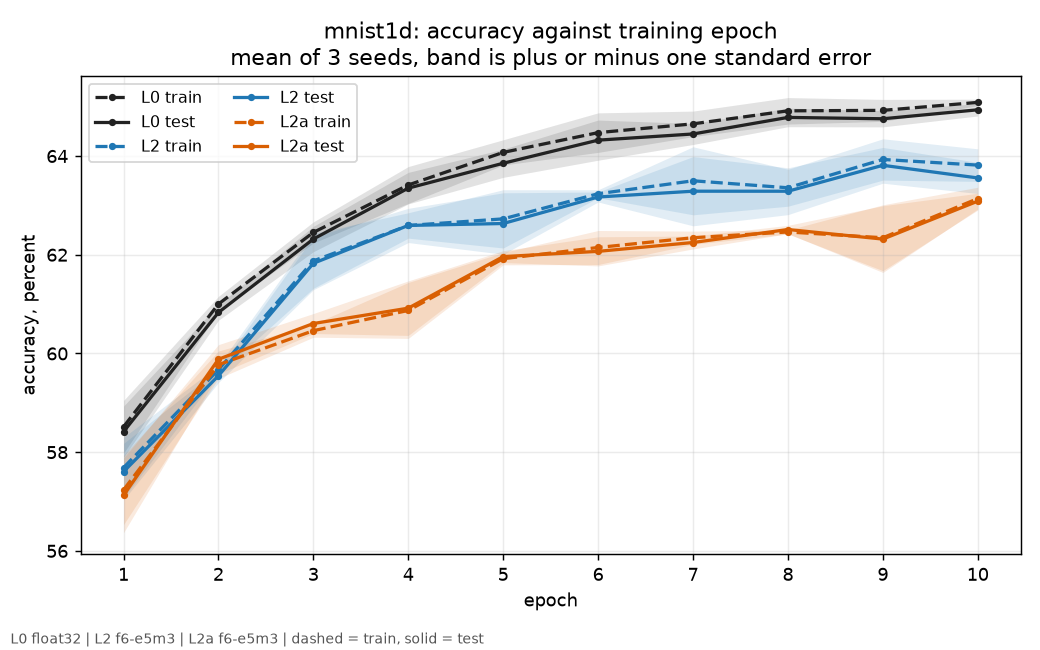 mnist1d: accuracy against training epoch
mean of 3 seeds, band is plus or minus one standard error
L0 train
L0 test
L2 train
L2 test
L2a train
L2a test
accuracy, percent
64
62
60
58
56
1 2 3 4 5 6 7 8 9 10
epoch
L0 float32 | L2 f6-e5m3 | L2a f6-e5m3 | dashed = train, solid = test